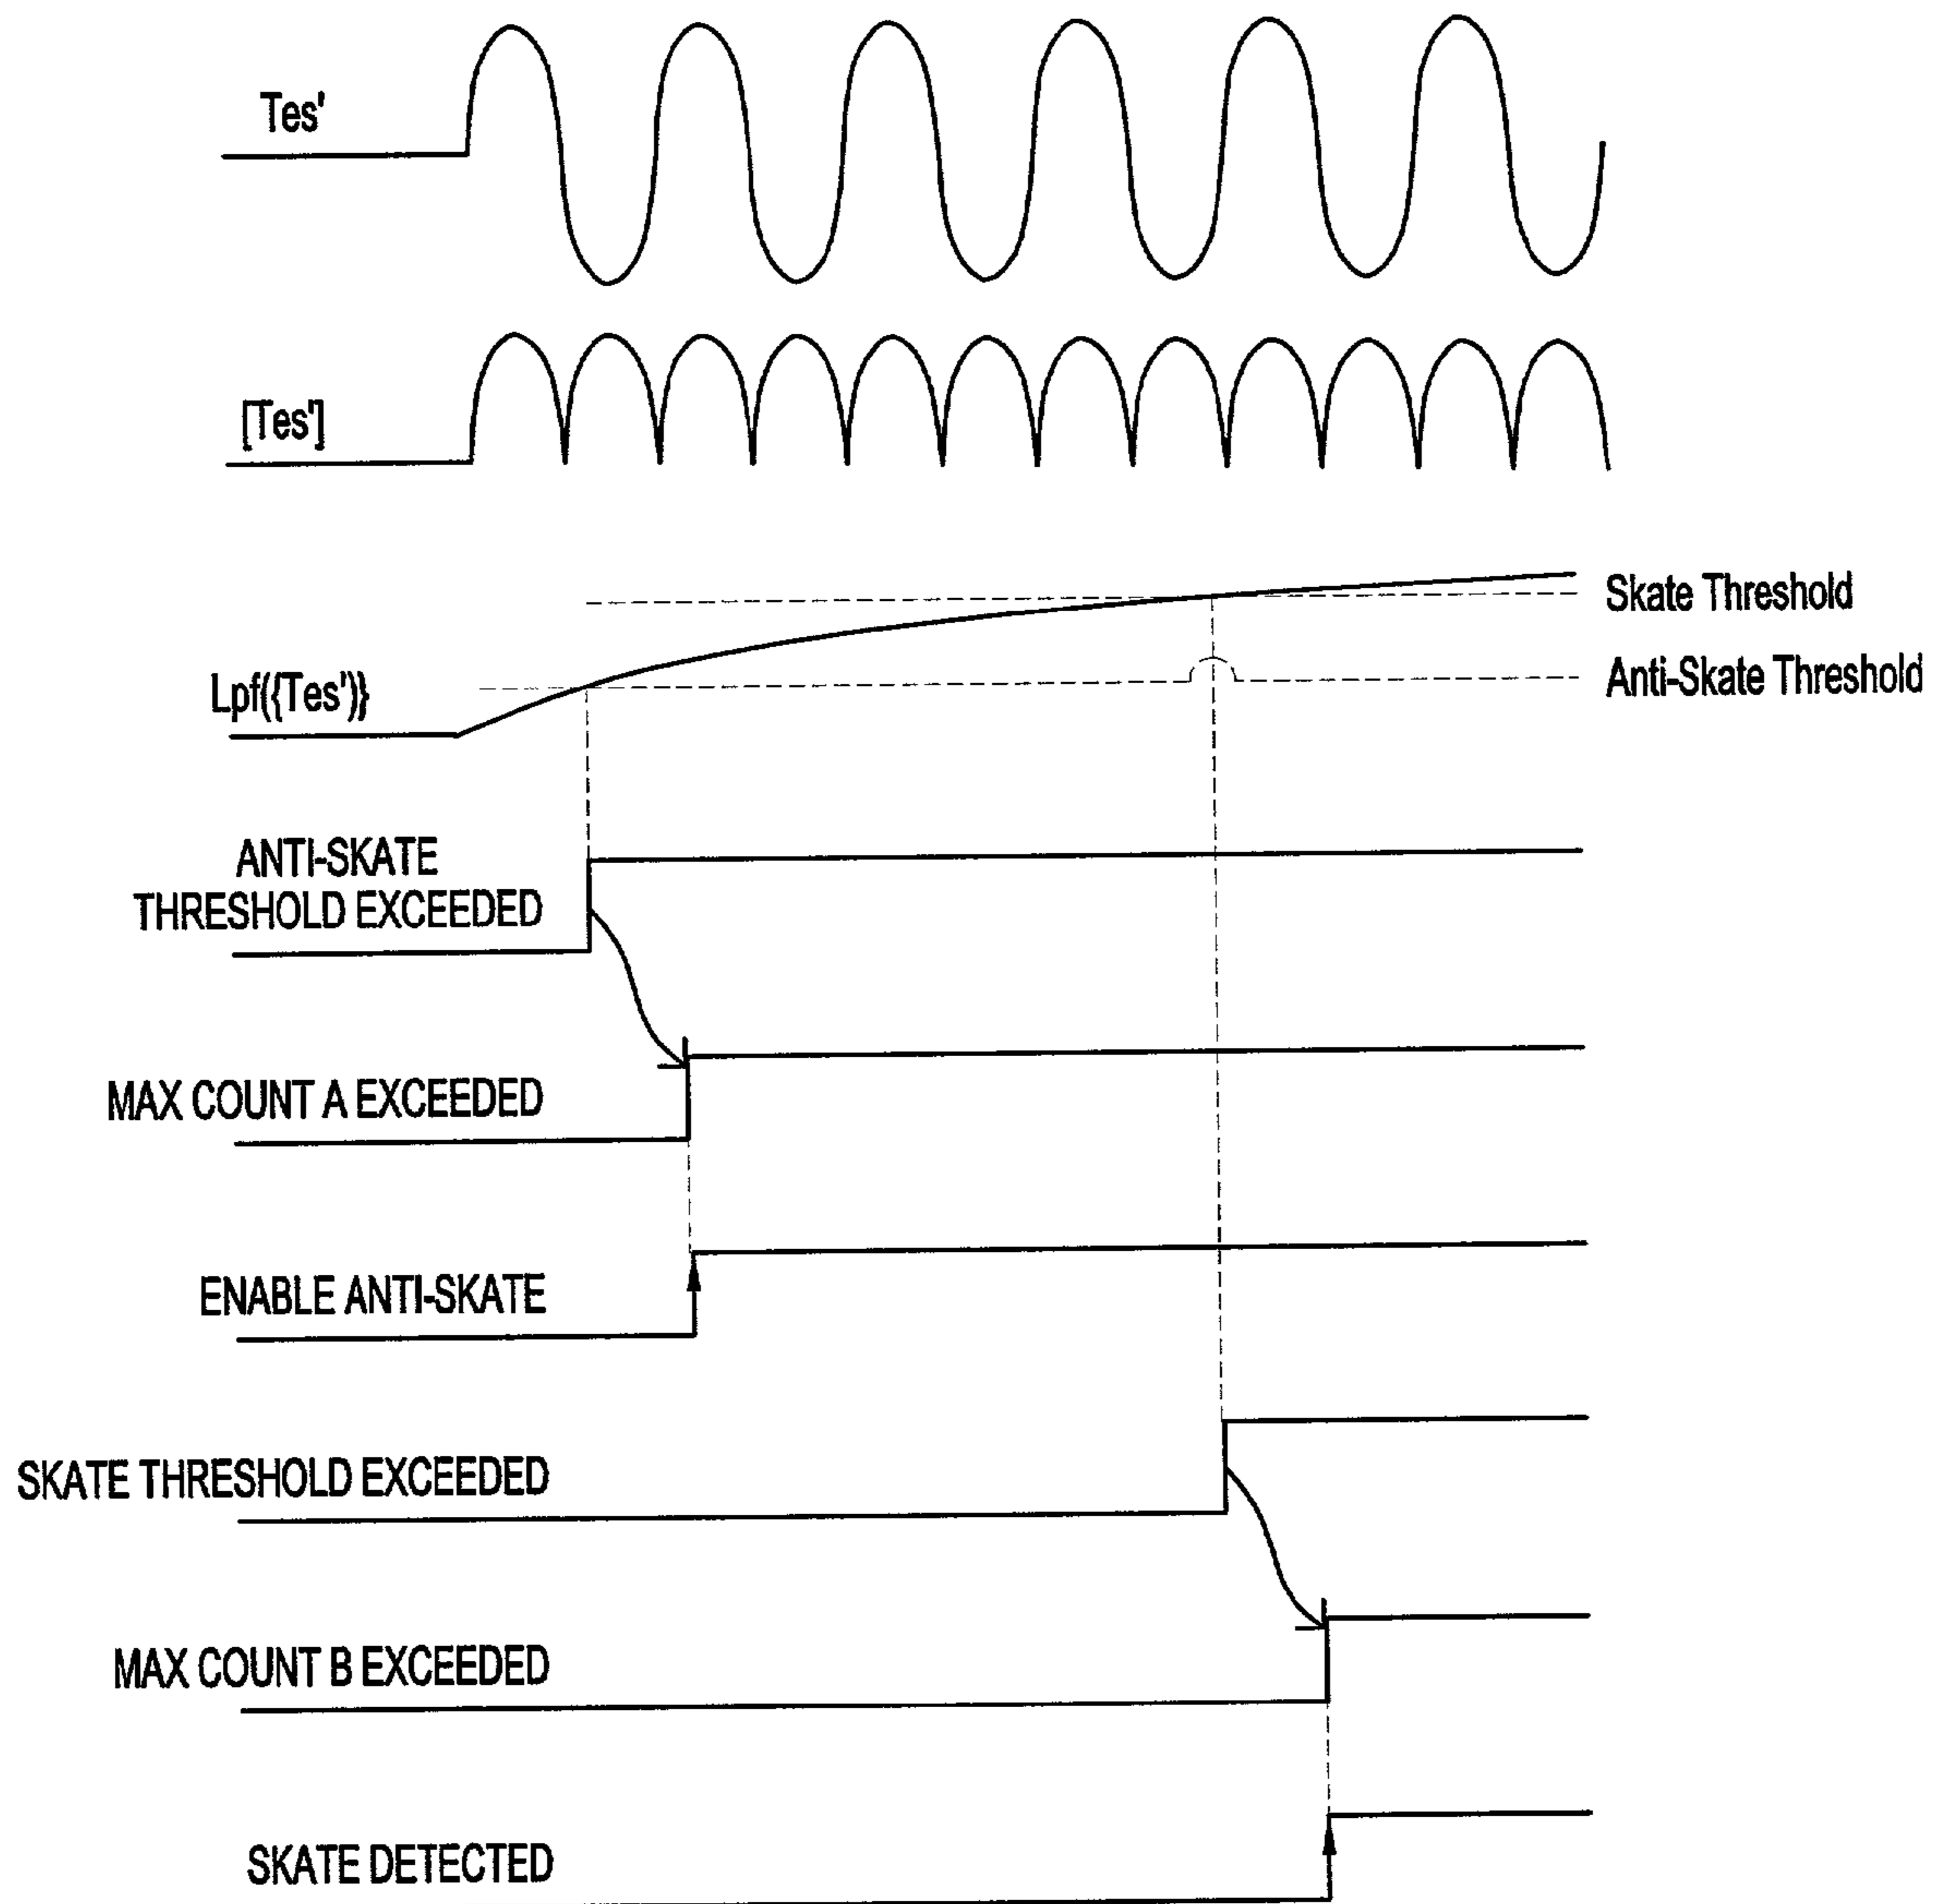 Tes'
[Tes']
Skate Threshold
Lpf({Tes')}
Anti-Skate Threshold
ANTI-SKATE
THRESHOLD EXCEEDED
MAX COUNT A EXCEEDED
ENABLE ANTI-SKATE
SKATE THRESHOLD EXCEEDED
MAX COUNT B EXCEEDED
SKATE DETECTED